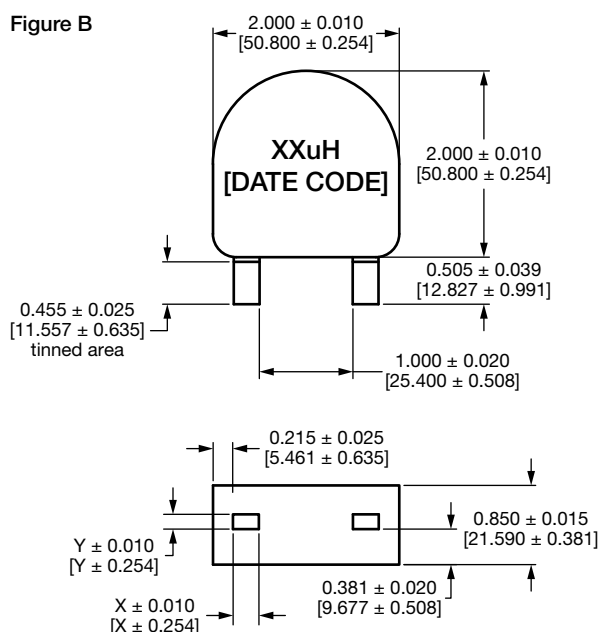 Figure B
2.000 ± 0.010
[50.800 ± 0.254]
XXuH
[DATE CODE]
2.000 ± 0.010
[50.800 ± 0.254]
0.505 ± 0.039
[12.827 ± 0.991]
0.455 ± 0.025
[11.557 ± 0.635]
tinned area
1.000 ± 0.020
[25.400 ± 0.508]
0.215 ± 0.025
[5.461 ± 0.635]
Y ± 0.010
[Y ± 0.254]
0.850 ± 0.015
[21.590 ± 0.381]
0.381 ± 0.020
[9.677 ± 0.508]
X ± 0.010
[X ± 0.254]